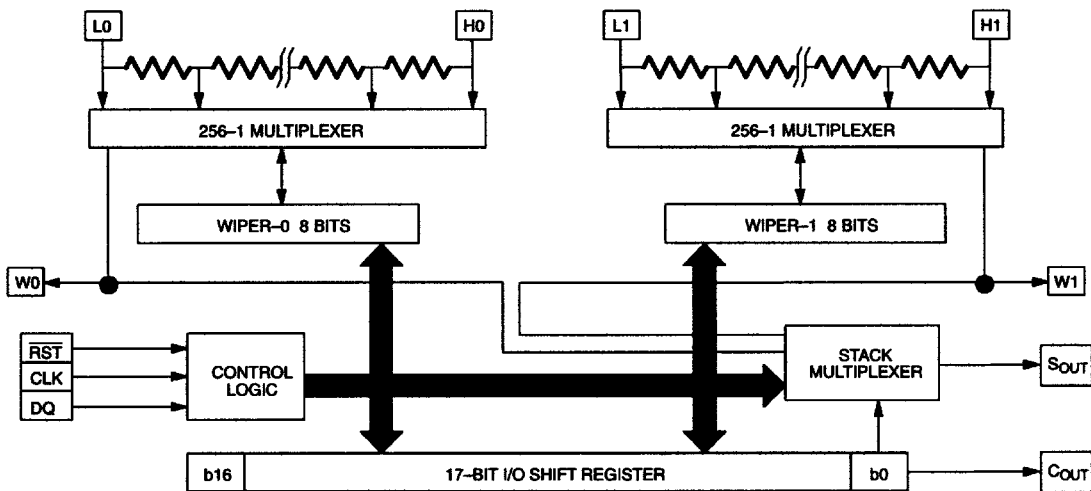 L0 H0 L1 H1
256–1 MULTIPLEXER 256–1 MULTIPLEXER
WIPER–0 8 BITS WIPER–1 8 BITS
W0 W1
RST
CLK
DQ
CONTROL
LOGIC
STACK
MULTIPLEXER
SOUT
b16 17–BIT I/O SHIFT REGISTER b0
COUT